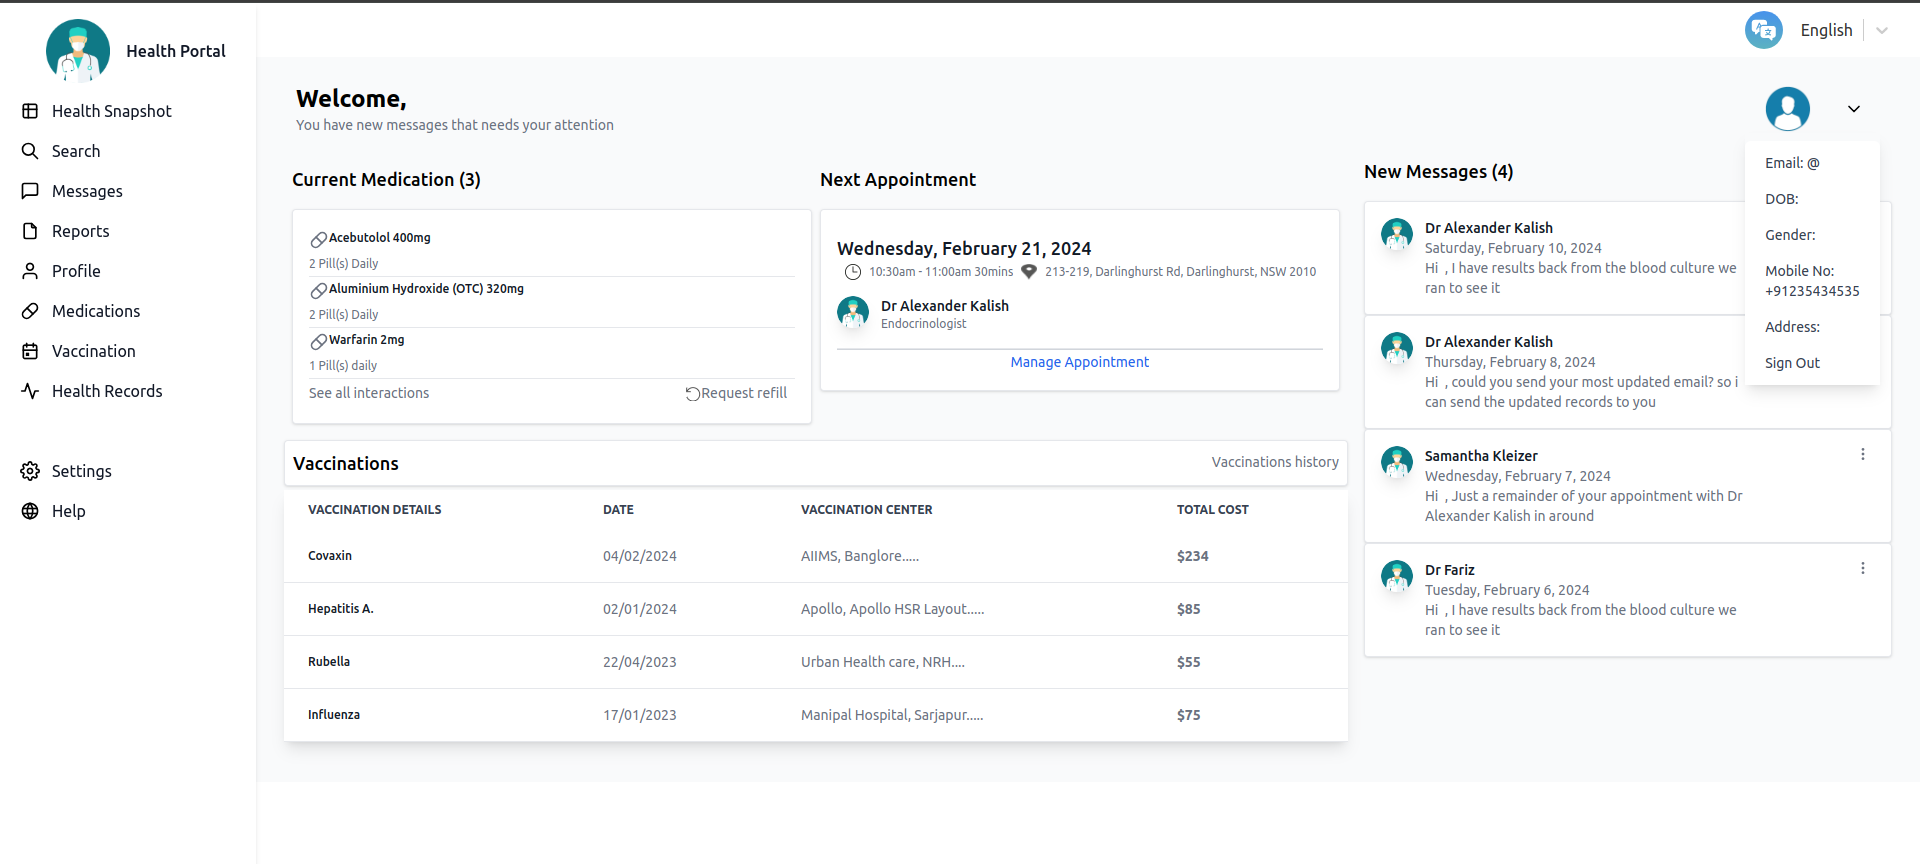 Health Portal
Health Snapshot
Search
Messages
Reports
Profile
Medications
Vaccination
Health Records
Settings
Help
English
Welcome,
You have new messages that needs your attention
Email: @
DOB:
Gender:
Mobile No:
+91235434535
Address:
Sign Out
Current Medication (3)
Acebutolol 400mg
2 Pill(s) Daily
Aluminium Hydroxide (OTC) 320mg
2 Pill(s) Daily
Warfarin 2mg
1 Pill(s) daily
See all interactions
Request refill
Next Appointment
Wednesday, February 21, 2024
10:30am - 11:00am 30mins 213-219, Darlinghurst Rd, Darlinghurst, NSW 2010
Dr Alexander Kalish
Endocrinologist
Manage Appointment
New Messages (4)
Dr Alexander Kalish
Saturday, February 10, 2024
Hi , I have results back from the blood culture we
ran to see it
Dr Alexander Kalish
Thursday, February 8, 2024
Hi , could you send your most updated email? so i
can send the updated records to you
Samantha Kleizer
Wednesday, February 7, 2024
Hi , Just a remainder of your appointment with Dr
Alexander Kalish in around
Dr Fariz
Tuesday, February 6, 2024
Hi , I have results back from the blood culture we
ran to see it
Vaccinations
Vaccinations history
VACCINATION DETAILS DATE VACCINATION CENTER TOTAL COST
Covaxin 04/02/2024 AIIMS, Banglore..... $234
Hepatitis A. 02/01/2024 Apollo, Apollo HSR Layout..... $85
Rubella 22/04/2023 Urban Health care, NRH.... $55
Influenza 17/01/2023 Manipal Hospital, Sarjapur..... $75